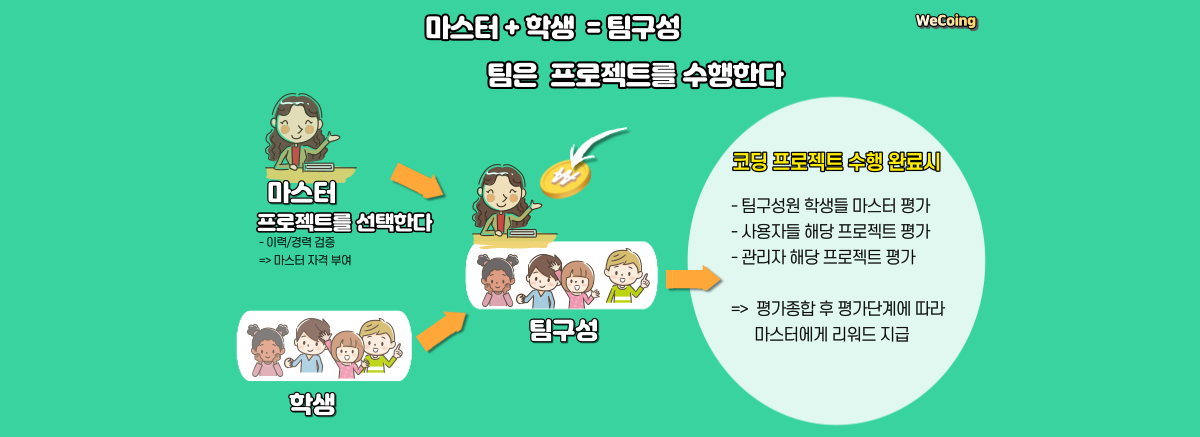 마스터 + 학생 = 팀구성
WeCoing
팀은 프로젝트를 수행한다
마스터
프로젝트를 선택한다
- 이력/경력 검증
=> 마스터 자격 부여
학생
팀구성
코딩 프로젝트 수행 완료시
- 팀구성원 학생들 마스터 평가
- 사용자들 해당 프로젝트 평가
- 관리자 해당 프로젝트 평가
=> 평가종합 후 평가단계에 따라
마스터에게 리워드 지급